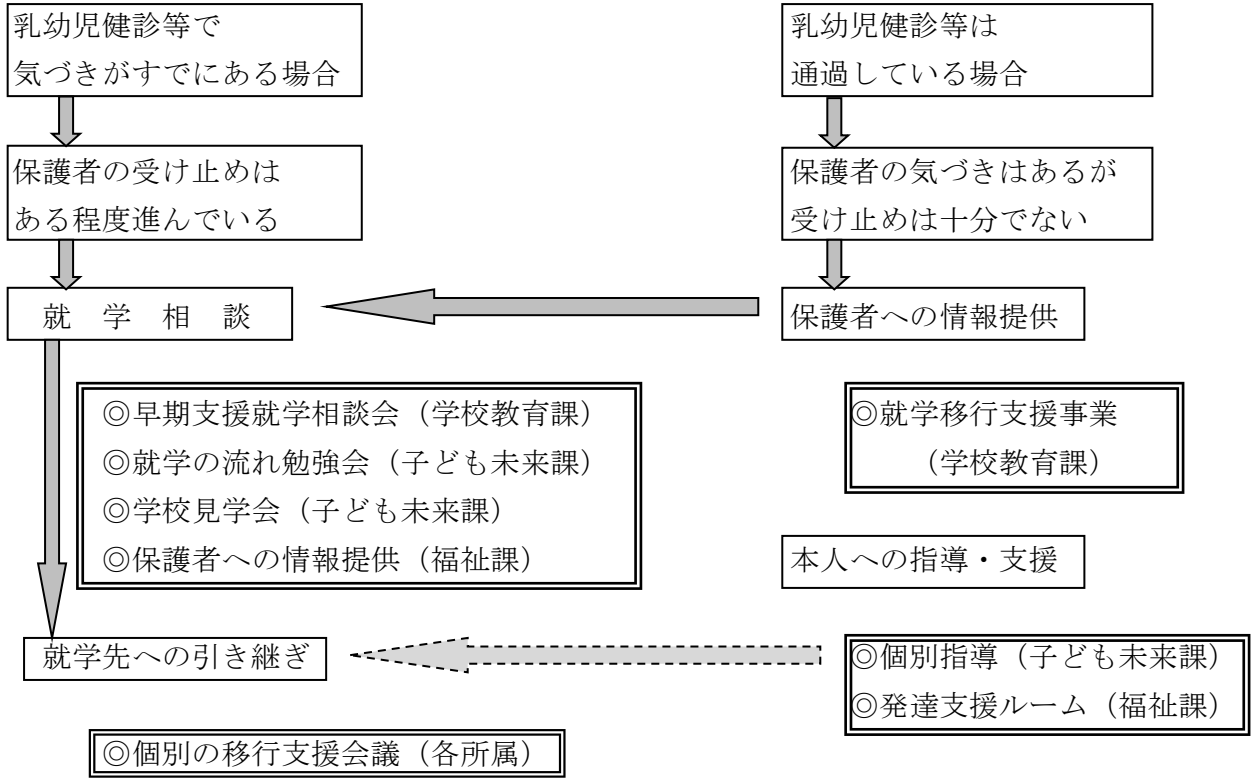 乳幼児健診等で
気づきがすでにある場合
保護者の受け止めは
ある程度進んでいる
就　学　相　談
◎早期支援就学相談会（学校教育課）
◎就学の流れ勉強会（子ども未来課）
◎学校見学会（子ども未来課）
◎保護者への情報提供（福祉課）
就学先への引き継ぎ
◎個別の移行支援会議（各所属）
乳幼児健診等は
通過している場合
保護者の気づきはあるが
受け止めは十分でない
保護者への情報提供
◎就学移行支援事業
（学校教育課）
本人への指導・支援
◎個別指導（子ども未来課）
◎発達支援ルーム（福祉課）